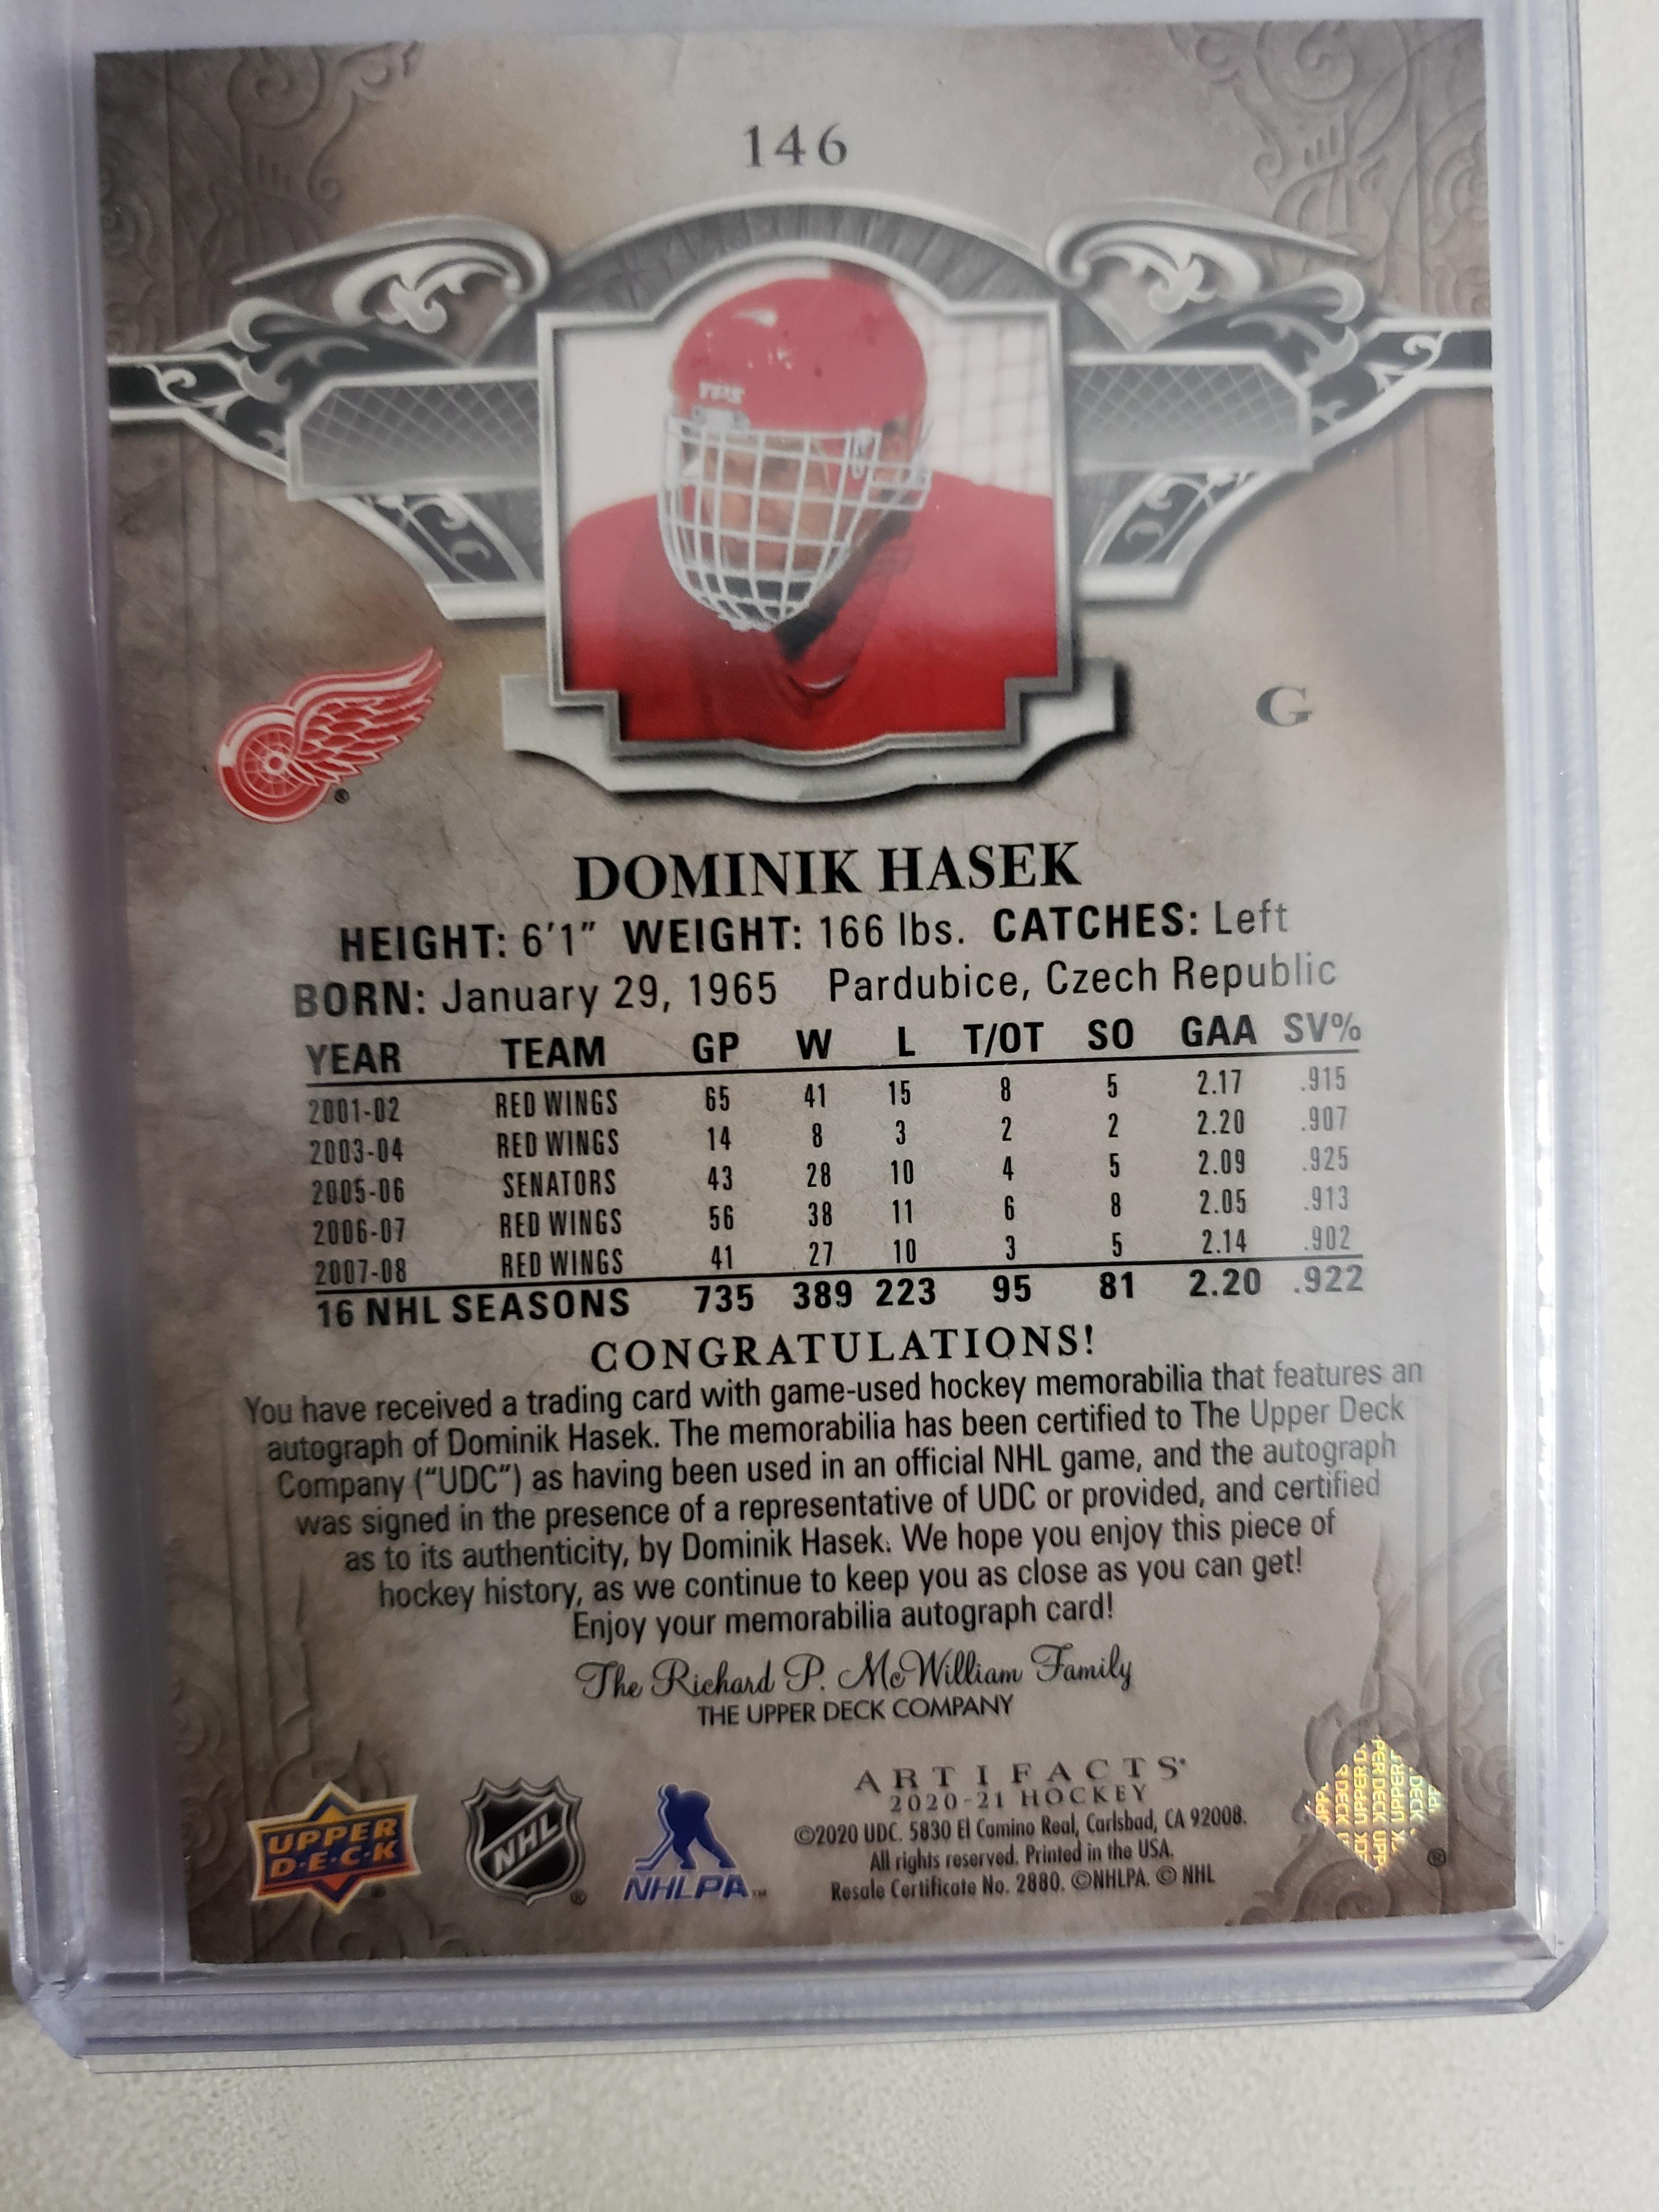 146
G
DOMINIK HASEK
HEIGHT: 6'1" WEIGHT: 166 lbs. CATCHES: Left
BORN: January 29, 1965 Pardubice, Czech Republic
YEAR TEAM GP W L T/OT SO GAA SV%
2001-02 RED WINGS 65 41 15 8 5 2.17 .915
2003-04 RED WINGS 14 8 3 2 2 2.20 .907
2005-06 SENATORS 43 28 10 4 5 2.09 .925
2006-07 RED WINGS 56 38 11 6 8 2.05 .913
2007-08 RED WINGS 41 27 10 3 5 2.14 .902
16 NHL SEASONS 735 389 223 95 81 2.20 .922
CONGRATULATIONS!
You have received a trading card with game-used hockey memorabilia that features an
autograph of Dominik Hasek. The memorabilia has been certified to The Upper Deck
Company ("UDC") as having been used in an official NHL game, and the autograph
was signed in the presence of a representative of UDC or provided, and certified
as to its authenticity, by Dominik Hasek. We hope you enjoy this piece of
hockey history, as we continue to keep you as close as you can get!
Enjoy your memorabilia autograph card!
The Richard P. McWilliam Family
THE UPPER DECK COMPANY
ARTIFACTS
2020-21 HOCKEY
©2020 UDC. 5830 El Camino Real, Carlsbad, CA 92008.
All rights reserved. Printed in the USA.
Resale Certificate No. 2880. ©NHLPA. © NHL
UPPER
D·E·C·K
NHL
NHLPA™